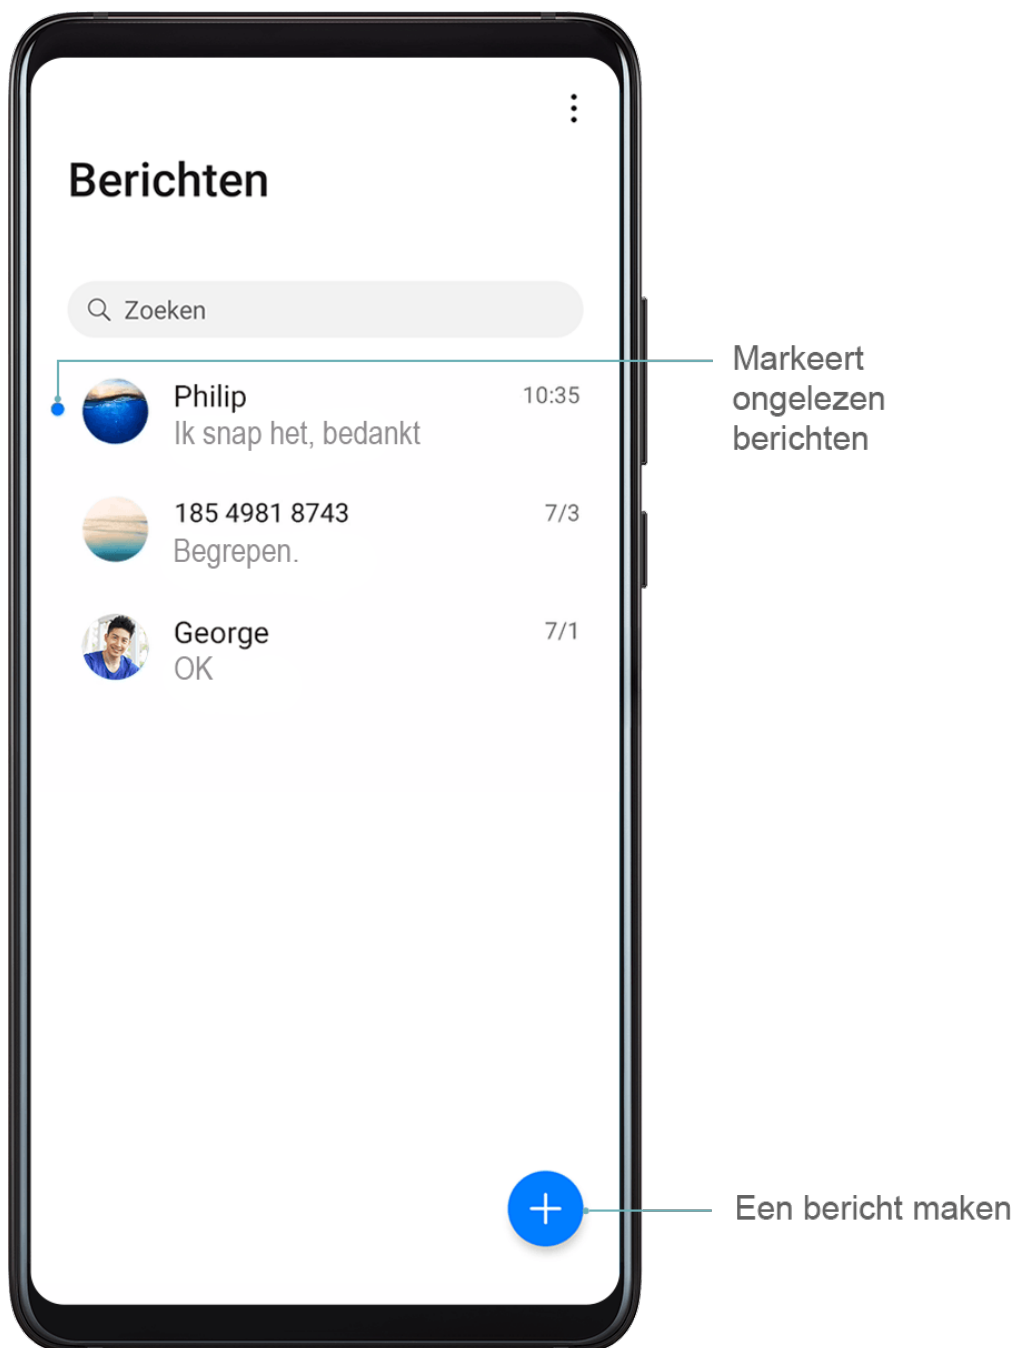 Berichten
Zoeken
Markeert
ongelezen
berichten
Philip 10:35
Ik snap het, bedankt
185 4981 8743 7/3
Begrepen.
George 7/1
OK
Een bericht maken